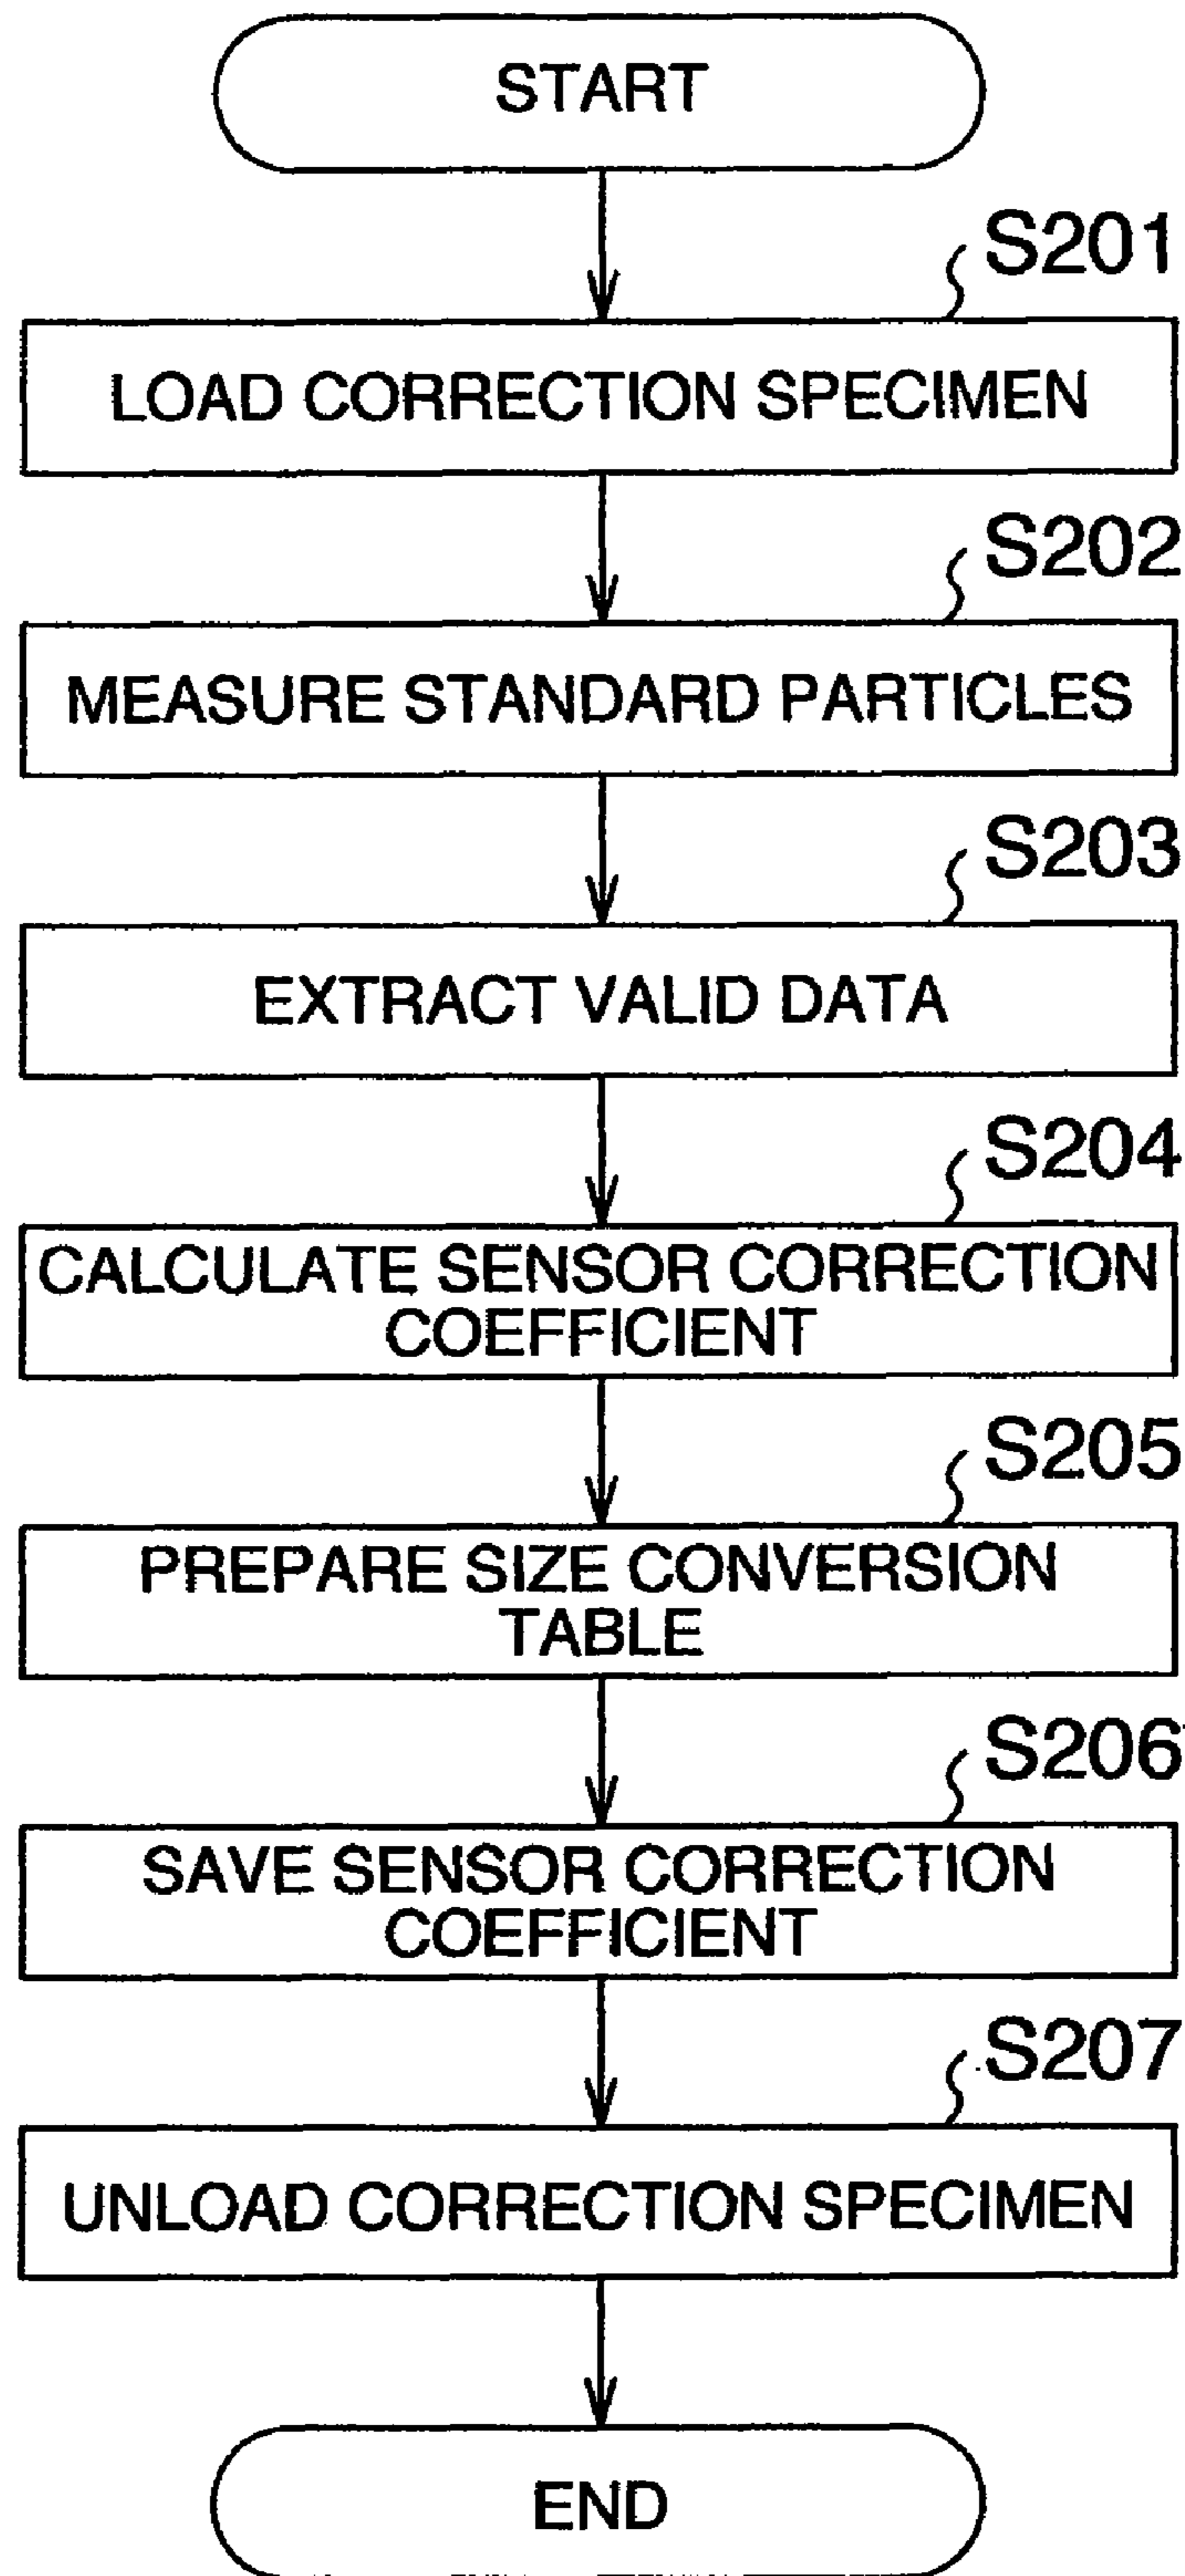 START
S201
LOAD CORRECTION SPECIMEN
S202
MEASURE STANDARD PARTICLES
S203
EXTRACT VALID DATA
S204
CALCULATE SENSOR CORRECTION
COEFFICIENT
S205
PREPARE SIZE CONVERSION
TABLE
S206
SAVE SENSOR CORRECTION
COEFFICIENT
S207
UNLOAD CORRECTION SPECIMEN
END